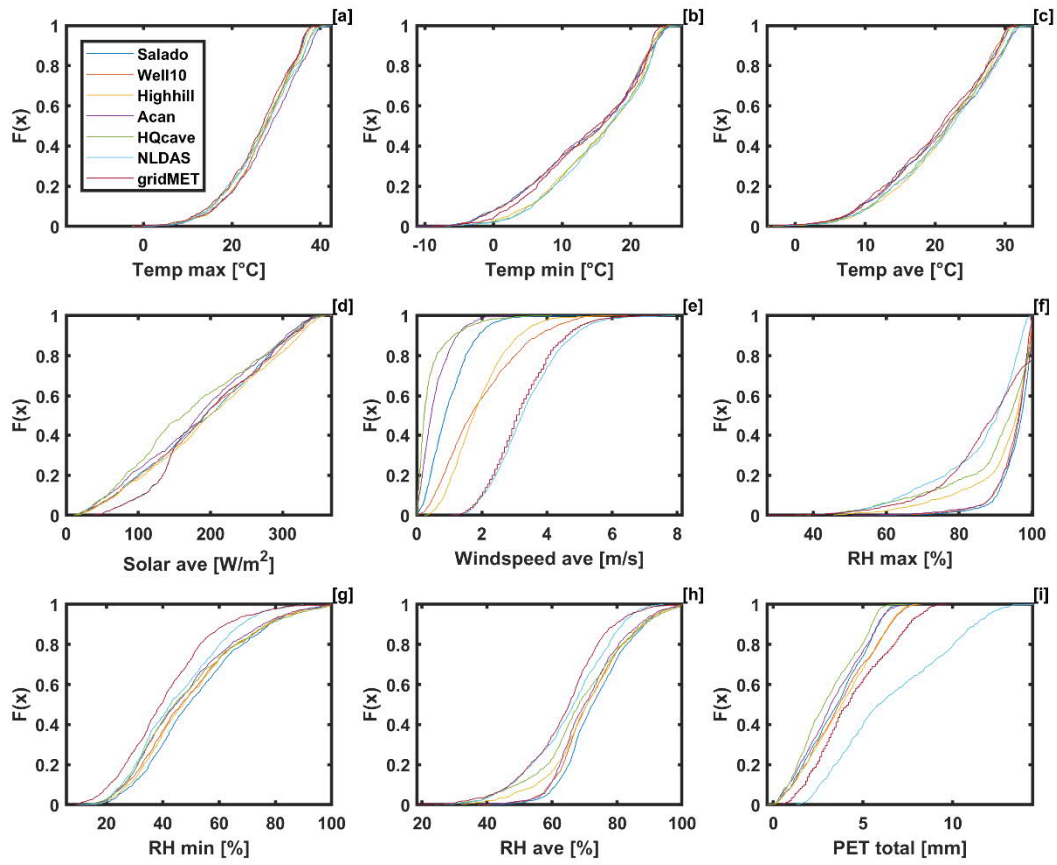 [a]
1
0.8
0.6
0.4
0.2
0
F(x)
Salado
Well10
Highhill
Acan
HQcave
NLDAS
gridMET
0 20 40
Temp max [°C]
[b]
1
0.8
0.6
0.4
0.2
0
F(x)
-10 0 10 20
Temp min [°C]
[c]
1
0.8
0.6
0.4
0.2
0
F(x)
0 10 20 30
Temp ave [°C]
[d]
1
0.8
0.6
0.4
0.2
0
F(x)
0 100 200 300
Solar ave [W/m²]
[e]
1
0.8
0.6
0.4
0.2
0
F(x)
0 2 4 6 8
Windspeed ave [m/s]
[f]
1
0.8
0.6
0.4
0.2
0
F(x)
40 60 80 100
RH max [%]
[g]
1
0.8
0.6
0.4
0.2
0
F(x)
20 40 60 80 100
RH min [%]
[h]
1
0.8
0.6
0.4
0.2
0
F(x)
20 40 60 80 100
RH ave [%]
[i]
1
0.8
0.6
0.4
0.2
0
F(x)
0 5 10
PET total [mm]